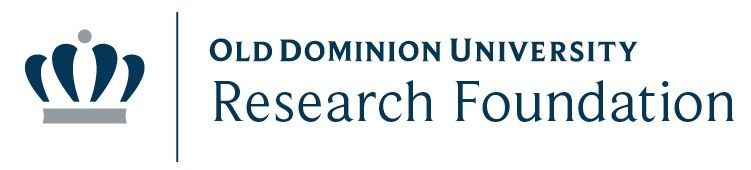 OLD DOMINION UNIVERSITY
Research Foundation